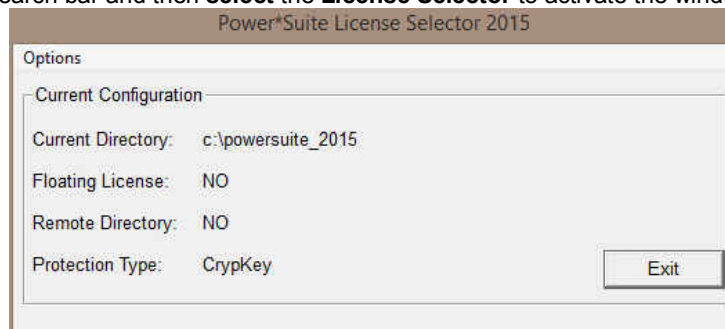 search bar and then select the License Selector to activate the wind
Power*Suite License Selector 2015
Options
Current Configuration
Current Directory: c:\powersuite_2015
Floating License: NO
Remote Directory: NO
Protection Type: CrypKey
Exit